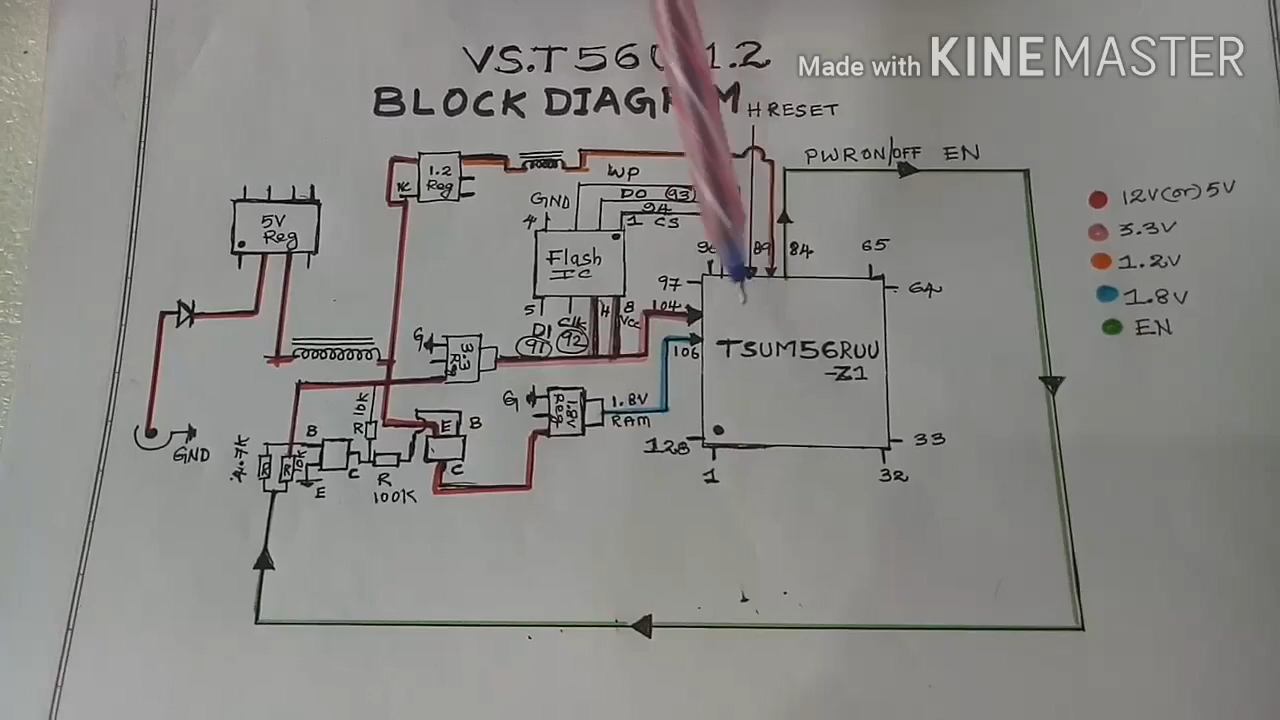 VS.T56U 1.2
Made with KINEMASTER
BLOCK DIAGRAM
H RESET
PWR ON/OFF EN
1.2
Reg
IN
WP
DO (93)
94
1 CS
GND
4
5V
Reg
Flash
IC
96
89
84
65
97
64
5
DI
(91)
Clk
(92)
8
VCC
104
106
TSUM56RUU
-Z1
G
3.3
Reg
10K
R
G
1.8V
Reg
1.8V
RAM
E
B
C
GND
4.7K
R
R
10K
B
C
E
R
100K
128
1
33
32
12V(or)5V
3.3V
1.2V
1.8V
EN